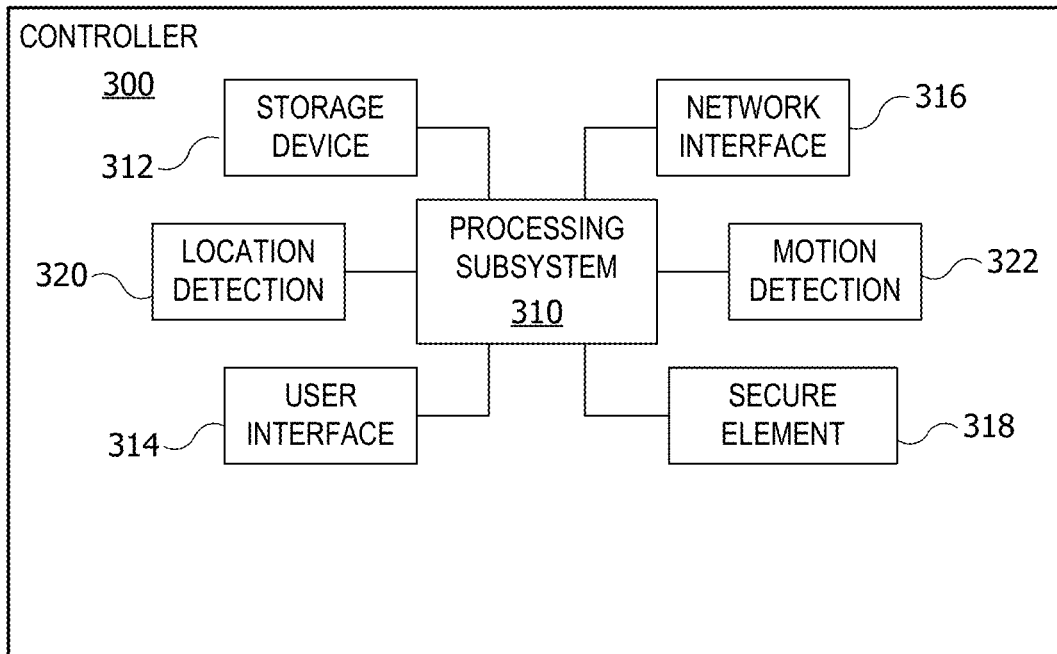 CONTROLLER
300
STORAGE
DEVICE
312
NETWORK
INTERFACE
316
LOCATION
DETECTION
320
PROCESSING
SUBSYSTEM
310
MOTION
DETECTION
322
USER
INTERFACE
314
SECURE
ELEMENT
318